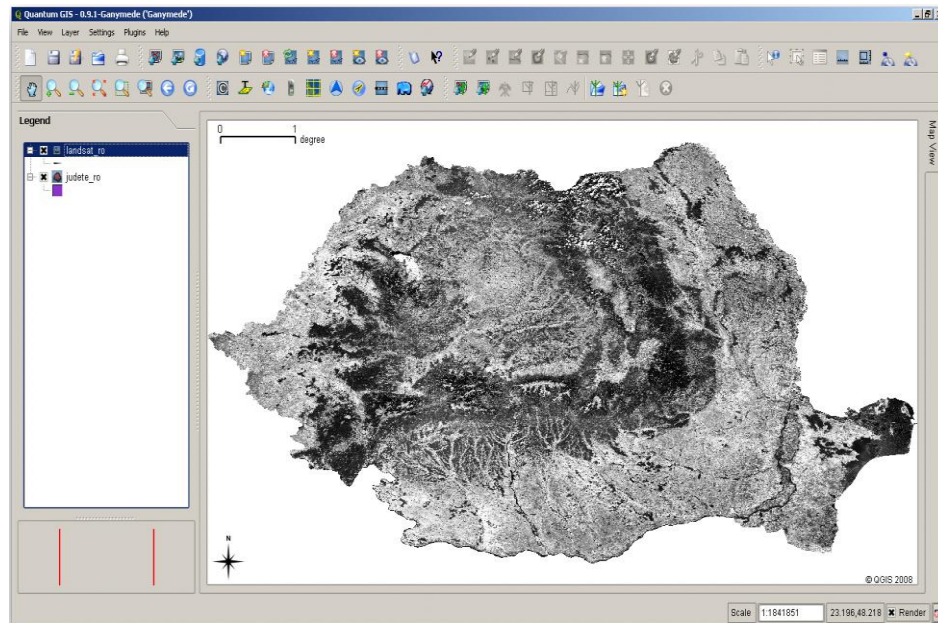 Quantum GIS - 0.9.1-Ganymede ('Ganymede')
File View Layer Settings Plugins Help
Legend
landsat_ro
judete_ro
0 1
degree
Map View
N
© QGIS 2008
Scale 1:1841851 23.196,48.218 Render